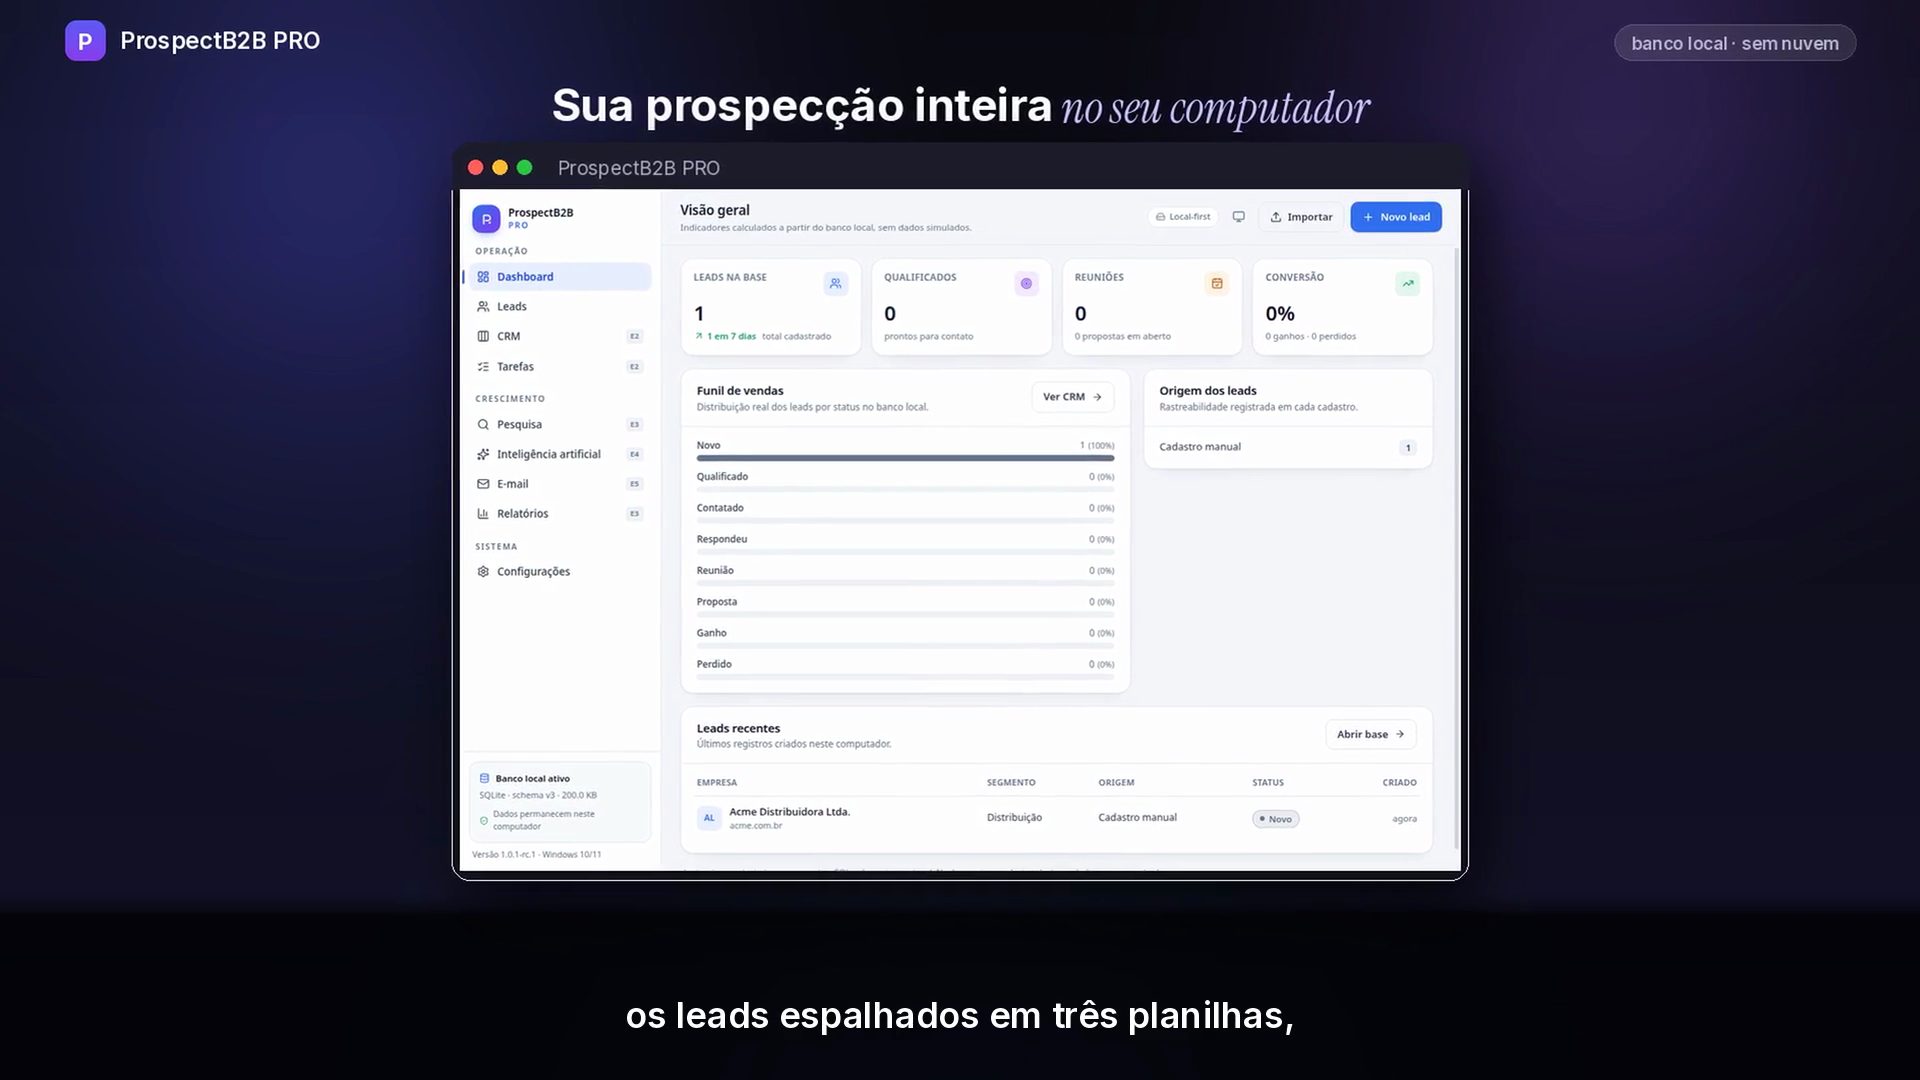 P ProspectB2B PRO
banco local · sem nuvem
Sua prospecção inteira no seu computador
ProspectB2B PRO
ProspectB2B
PRO
OPERAÇÃO
Dashboard
Leads
CRM E2
Tarefas E2
CRESCIMENTO
Pesquisa E3
Inteligência artificial E4
E-mail E5
Relatórios E3
SISTEMA
Configurações
Banco local ativo
SQLite · schema v3 · 200.0 KB
Dados permanecem neste
computador
Versão 1.0.1-rc.1 · Windows 10/11
Visão geral
Indicadores calculados a partir do banco local, sem dados simulados.
Local-first
Importar
Novo lead
LEADS NA BASE
1
1 em 7 dias total cadastrado
QUALIFICADOS
0
prontos para contato
REUNIÕES
0
0 propostas em aberto
CONVERSÃO
0%
0 ganhos · 0 perdidos
Funil de vendas
Distribuição real dos leads por status no banco local.
Ver CRM
Novo 1 (100%)
Qualificado 0 (0%)
Contatado 0 (0%)
Respondeu 0 (0%)
Reunião 0 (0%)
Proposta 0 (0%)
Ganho 0 (0%)
Perdido 0 (0%)
Origem dos leads
Rastreabilidade registrada em cada cadastro.
Cadastro manual 1
Leads recentes
Últimos registros criados neste computador.
Abrir base
EMPRESA SEGMENTO ORIGEM STATUS CRIADO
AL Acme Distribuidora Ltda. Distribuição Cadastro manual Novo agora
acme.com.br
os leads espalhados em três planilhas,